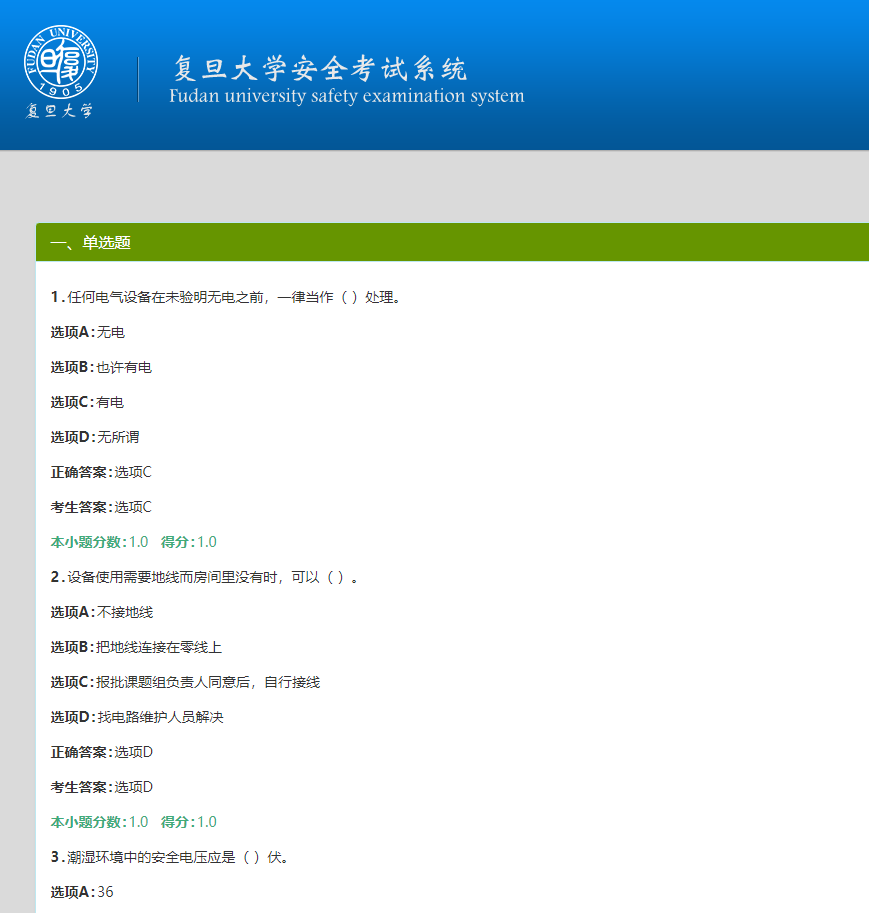 FUDAN UNIVERSITY
1905
复旦大学
复旦大学安全考试系统
Fudan university safety examination system
一、单选题
1.任何电气设备在未验明无电之前，一律当作（ ）处理。
选项A:无电
选项B:也许有电
选项C:有电
选项D:无所谓
正确答案:选项C
考生答案:选项C
本小题分数:1.0 得分:1.0
2.设备使用需要地线而房间里没有时，可以（ ）。
选项A:不接地线
选项B:把地线连接在零线上
选项C:报批课题组负责人同意后，自行接线
选项D:找电路维护人员解决
正确答案:选项D
考生答案:选项D
本小题分数:1.0 得分:1.0
3.潮湿环境中的安全电压应是（ ）伏。
选项A:36